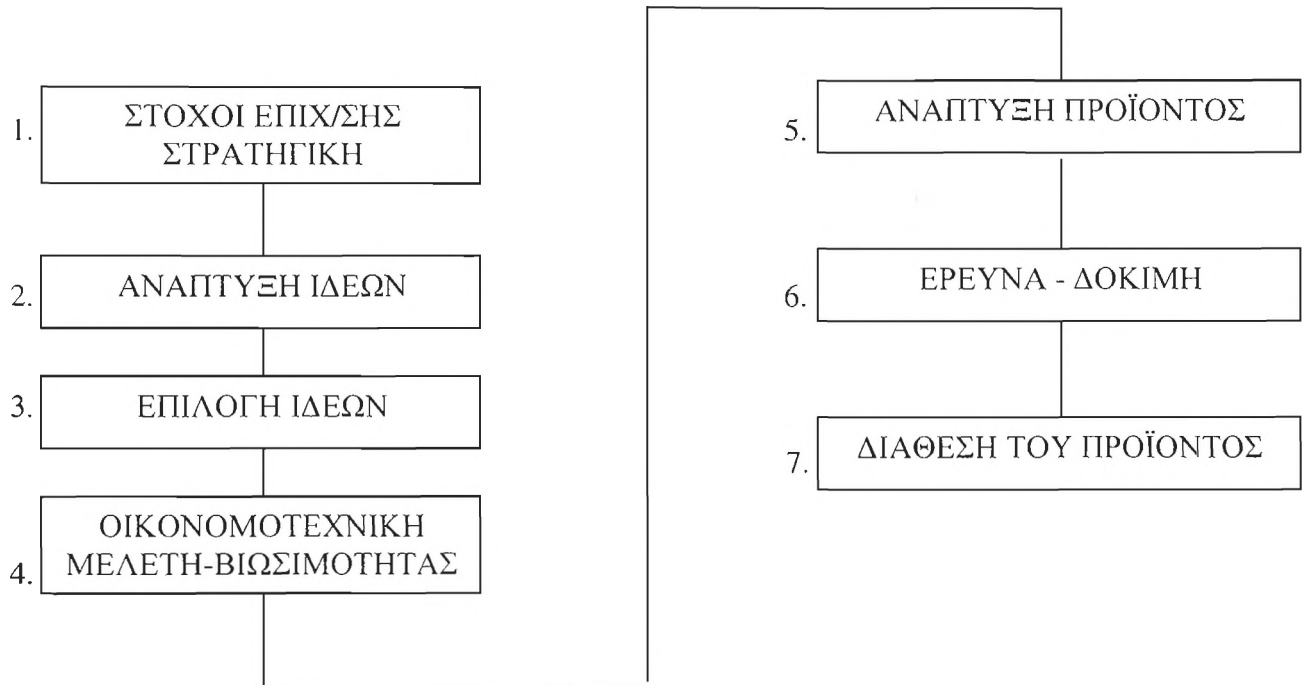 1. ΣΤΟΧΟΙ ΕΠΙΧ/ΣΗΣ
ΣΤΡΑΤΗΓΙΚΗ
2. ΑΝΑΠΤΥΞΗ ΙΔΕΩΝ
3. ΕΠΙΛΟΓΗ ΙΔΕΩΝ
4. ΟΙΚΟΝΟΜΟΤΕΧΝΙΚΗ
ΜΕΛΕΤΗ-ΒΙΩΣΙΜΟΤΗΤΑΣ
5. ΑΝΑΠΤΥΞΗ ΠΡΟΪΟΝΤΟΣ
6. ΕΡΕΥΝΑ - ΔΟΚΙΜΗ
7. ΔΙΑΘΕΣΗ ΤΟΥ ΠΡΟΪΟΝΤΟΣ